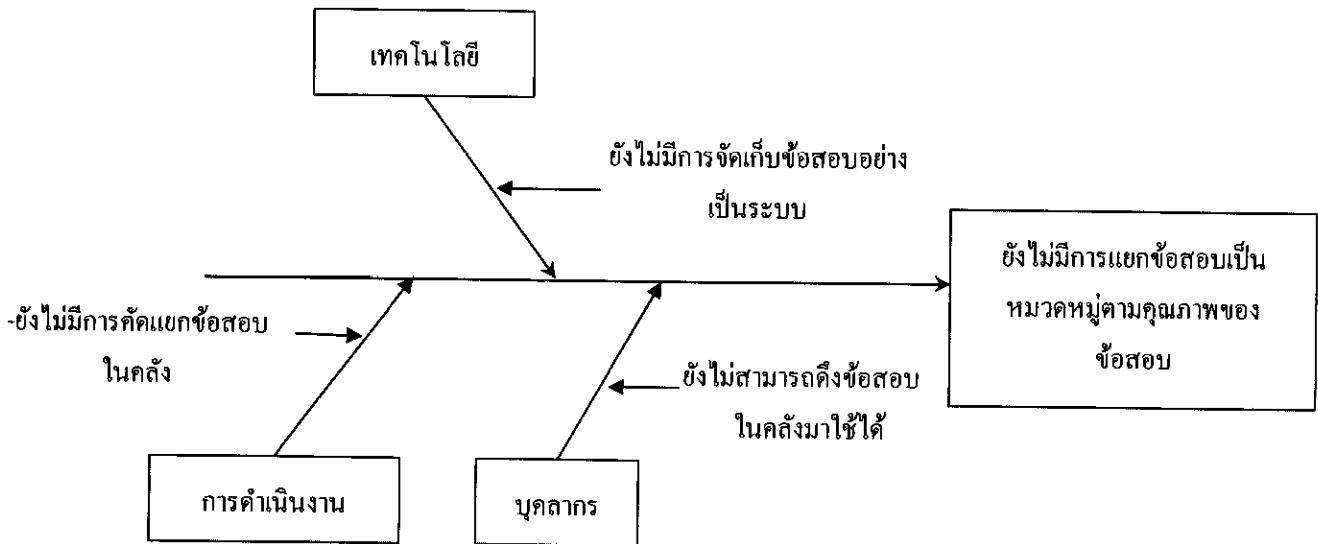 เทคโนโลยี
ยังไม่มีการจัดเก็บข้อสอบอย่าง
เป็นระบบ
ยังไม่มีการแยกข้อสอบเป็น
หมวดหมู่ตามคุณภาพของ
ข้อสอบ
-ยังไม่มีการคัดแยกข้อสอบ
ในคลัง
ยังไม่สามารถดึงข้อสอบ
ในคลังมาใช้ได้
การดำเนินงาน
บุคลากร